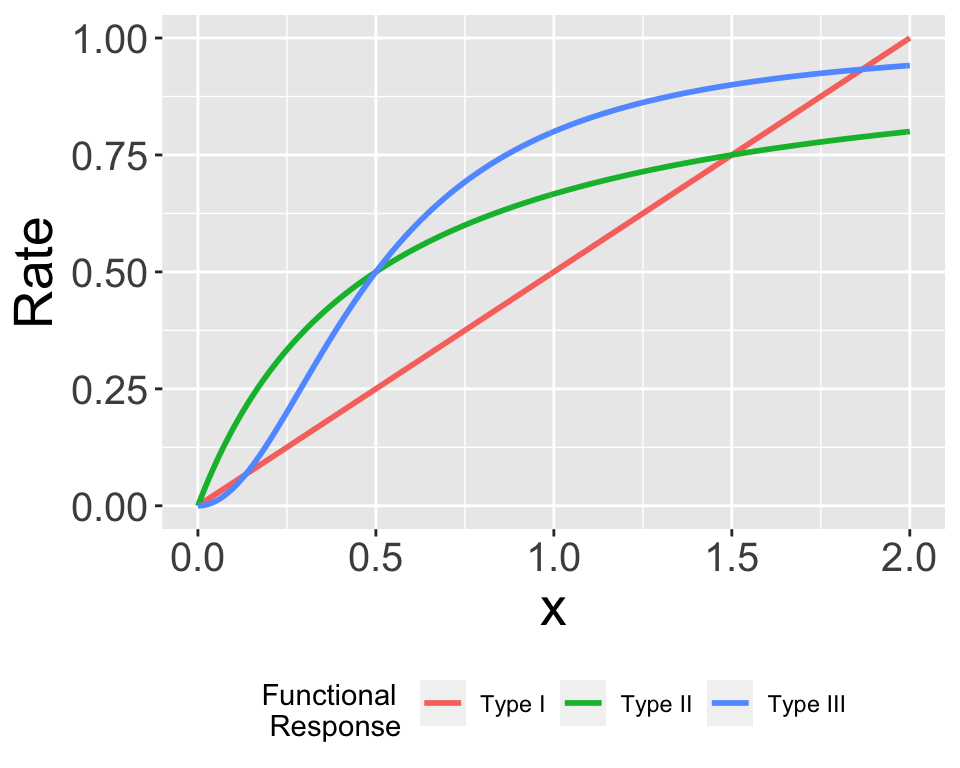 1.00
0.75
0.50
0.25
0.00
Rate
0.0 0.5 1.0 1.5 2.0
x
Functional
Response
Type I Type II Type III